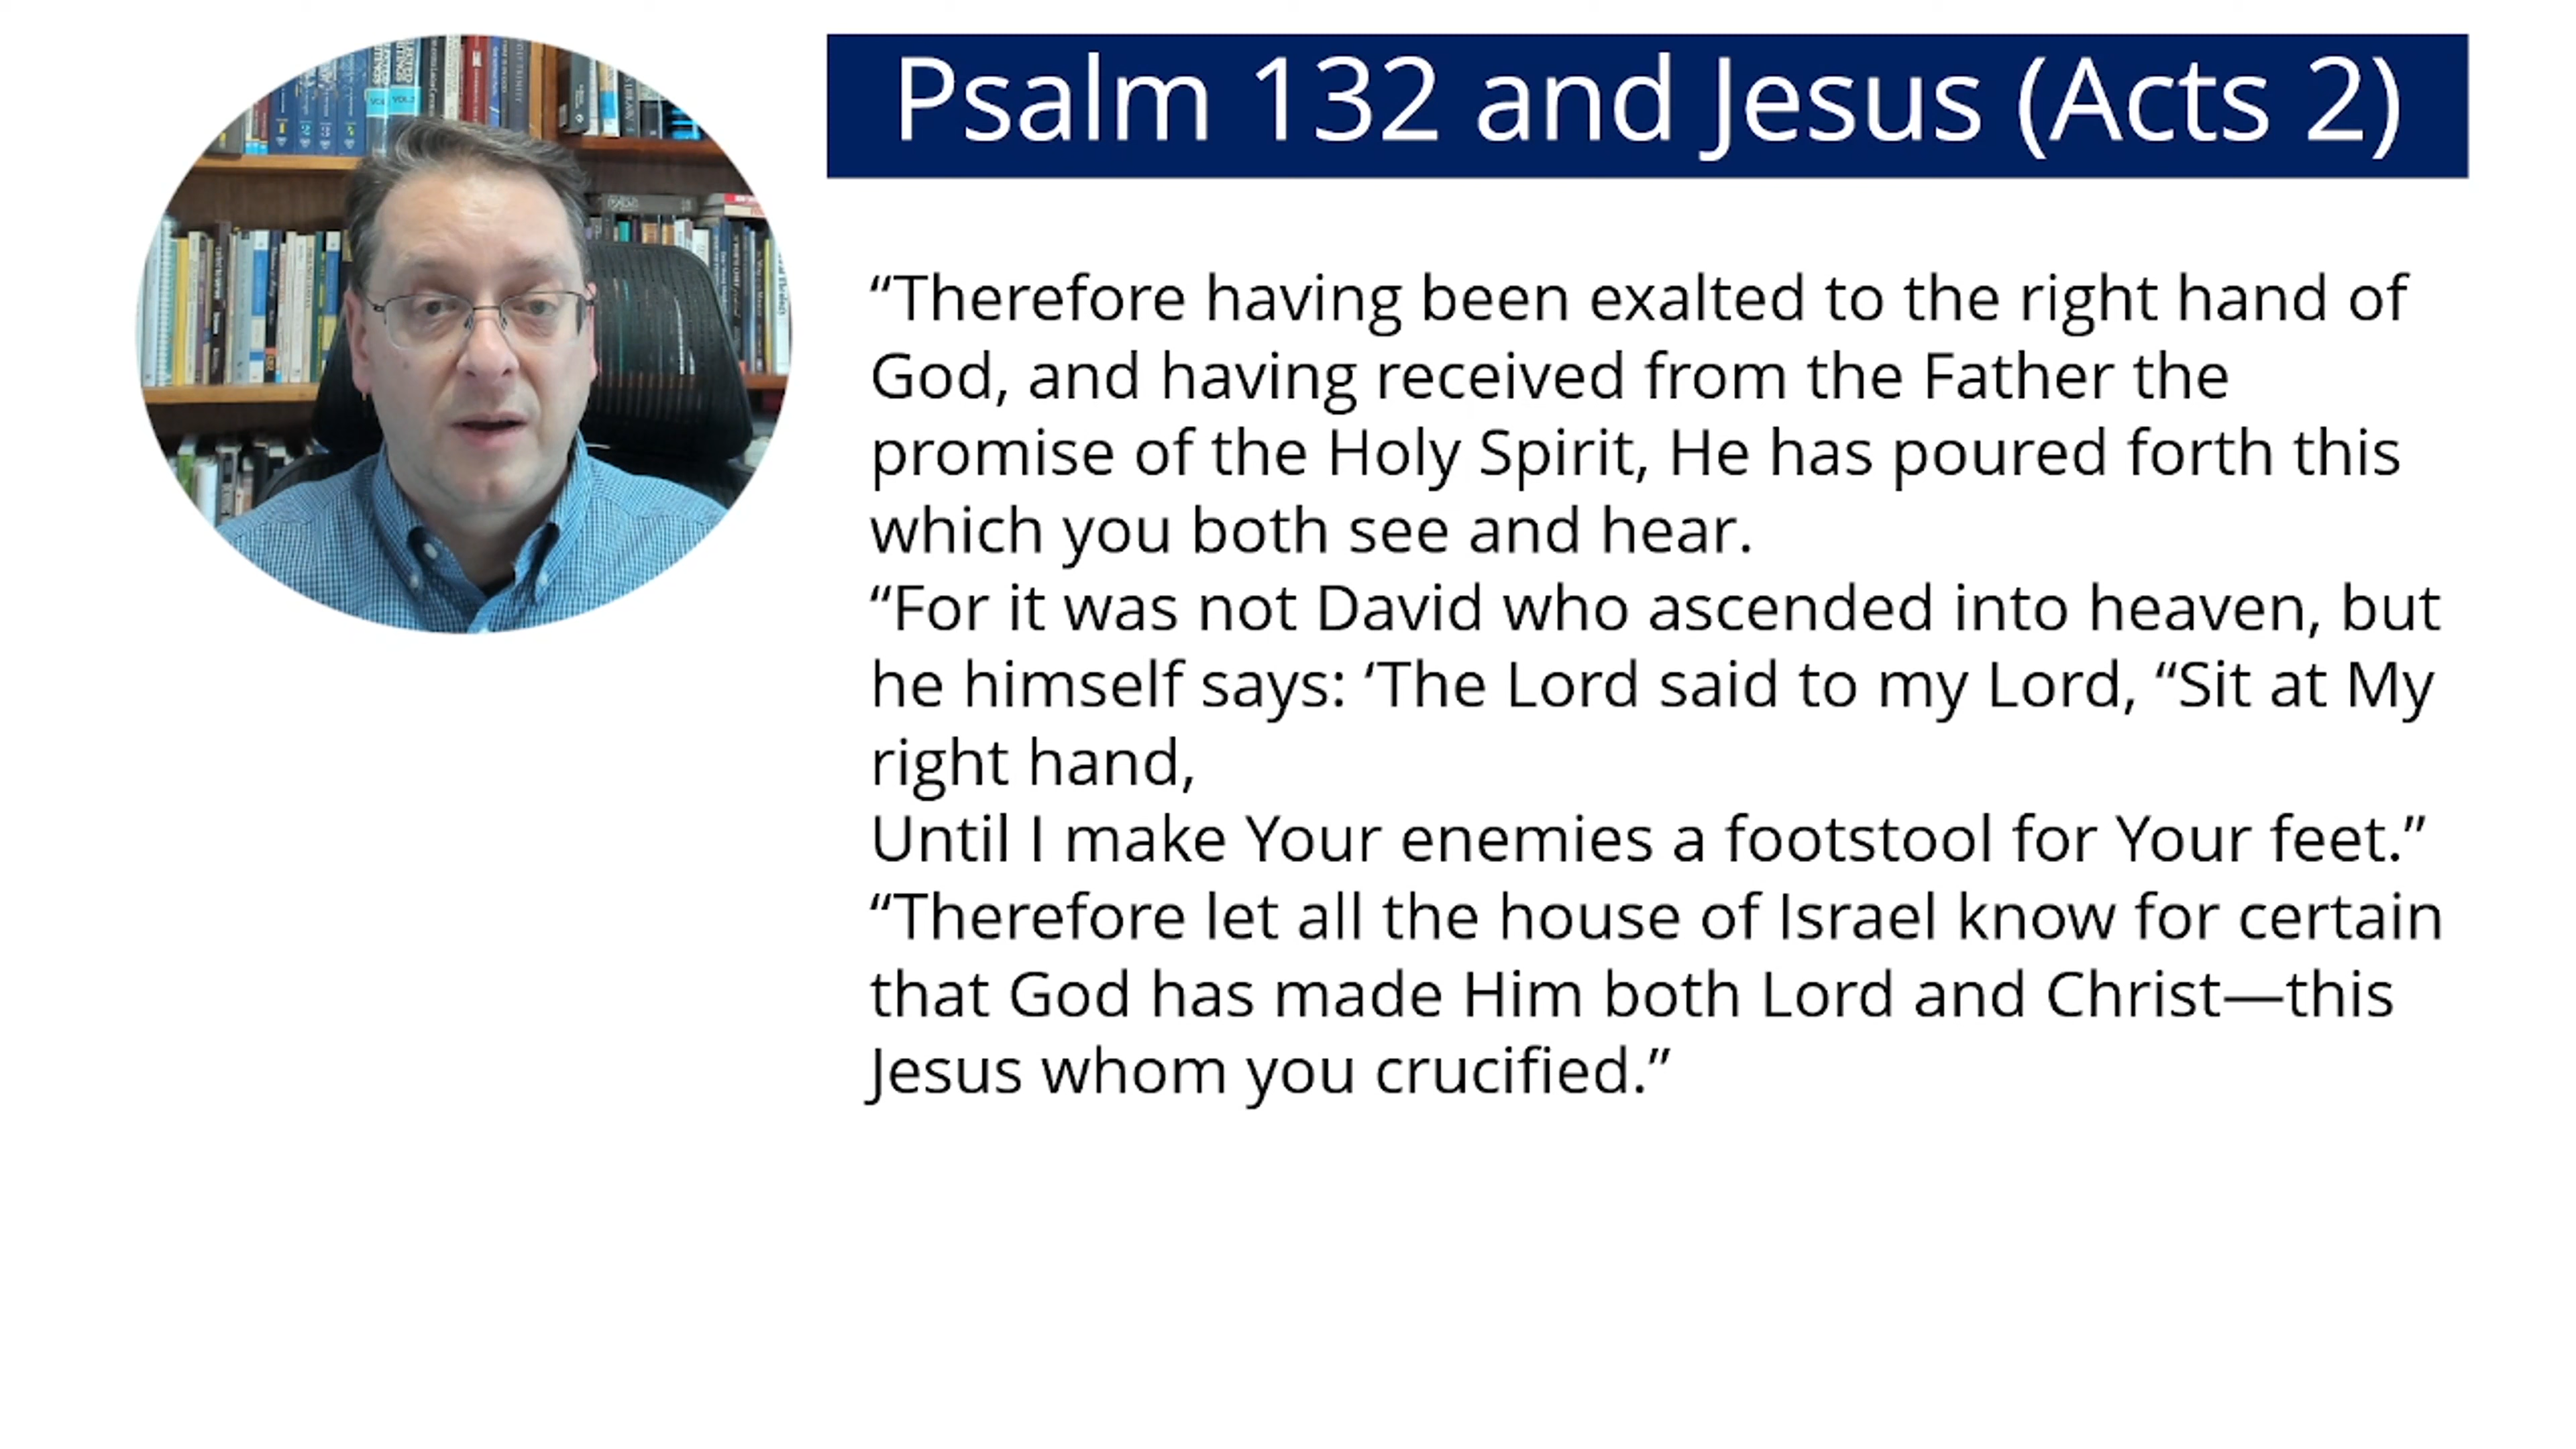 Psalm 132 and Jesus (Acts 2)
“Therefore having been exalted to the right hand of
God, and having received from the Father the
promise of the Holy Spirit, He has poured forth this
which you both see and hear.
“For it was not David who ascended into heaven, but
he himself says: ‘The Lord said to my Lord, “Sit at My
right hand,
Until I make Your enemies a footstool for Your feet.”
“Therefore let all the house of Israel know for certain
that God has made Him both Lord and Christ—this
Jesus whom you crucified.”